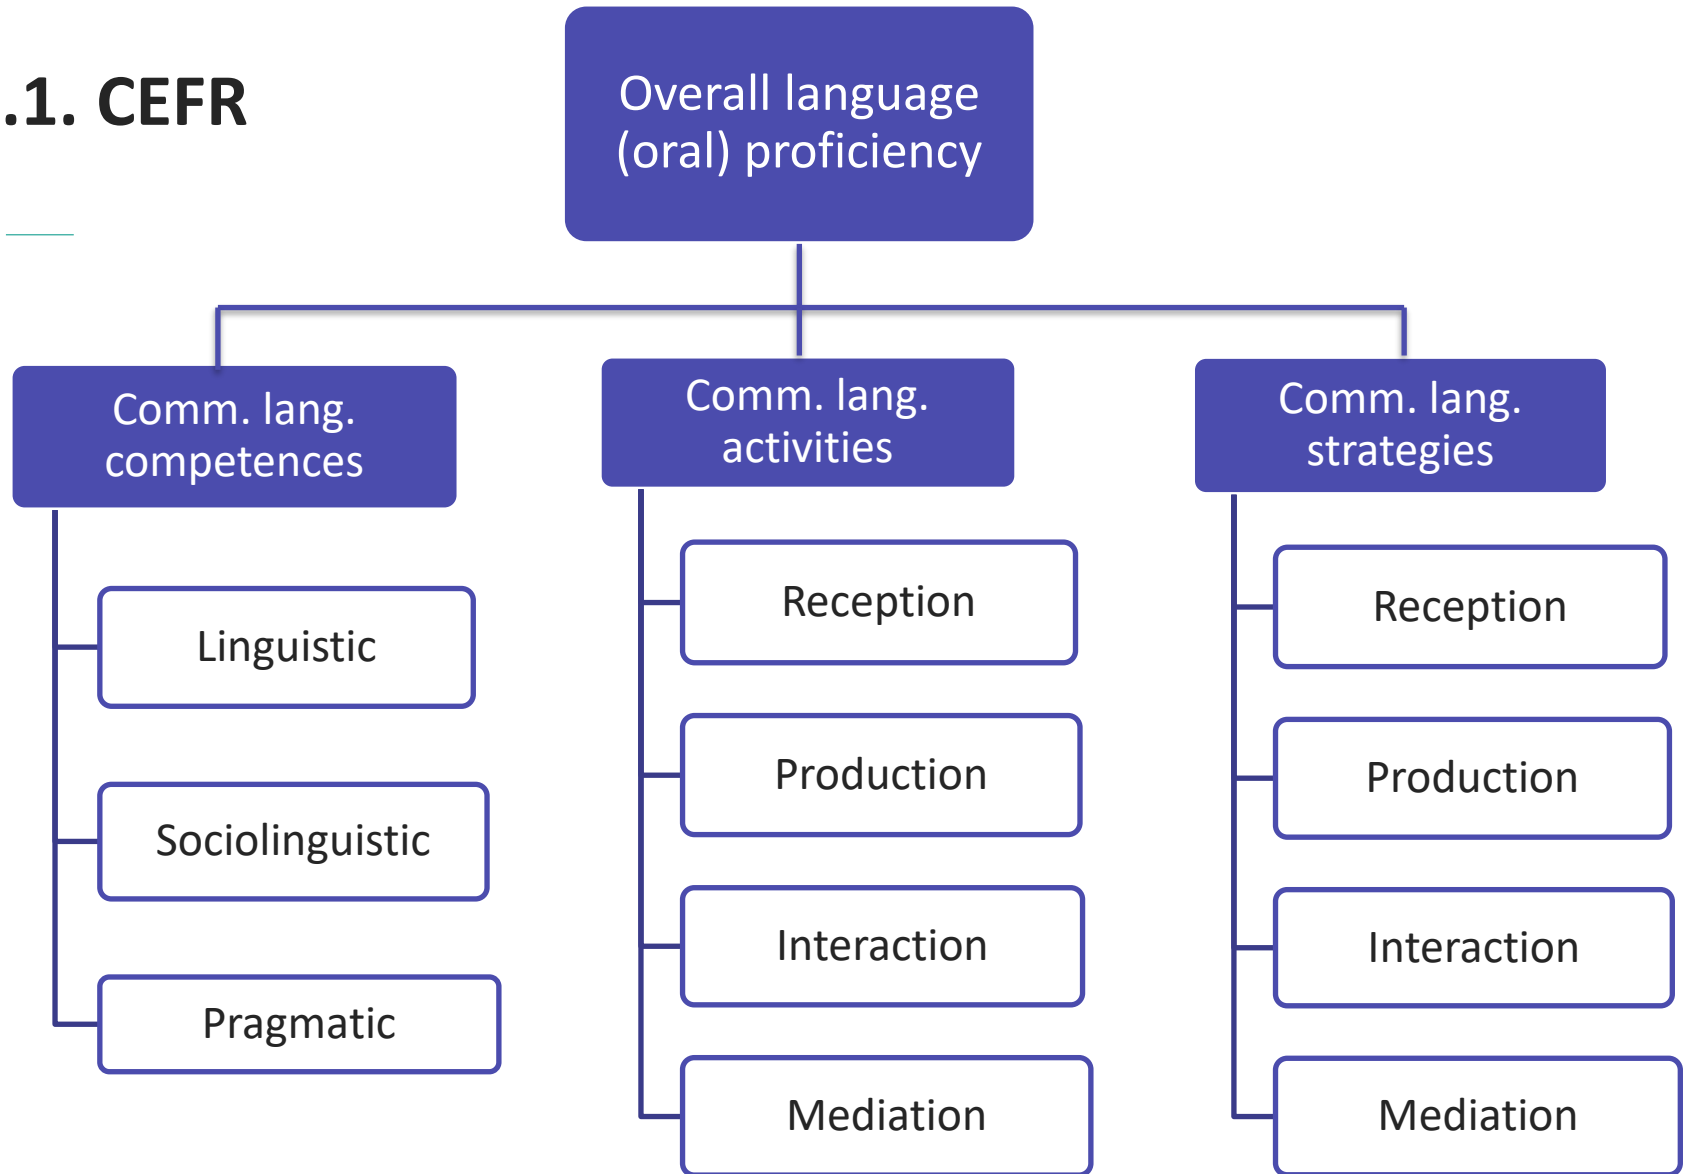 .1. CEFR
Overall language
(oral) proficiency
Comm. lang.
competences
Linguistic
Sociolinguistic
Pragmatic
Comm. lang.
activities
Reception
Production
Interaction
Mediation
Comm. lang.
strategies
Reception
Production
Interaction
Mediation